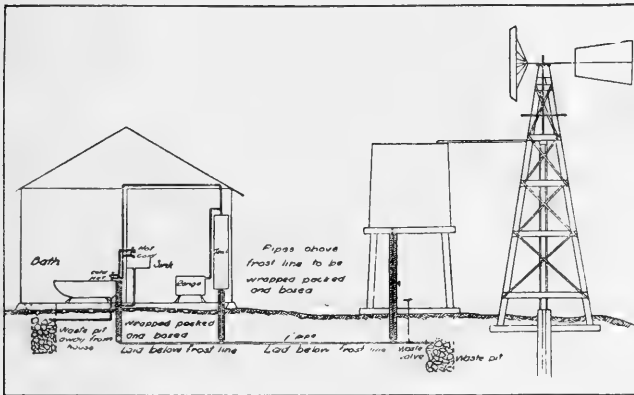 Bath
Hot
Cold
Sink
Range
Tank
Pipes above
frost line to be
wrapped packed
and boxed
Waste pit
away from
house
wrapped packed
and boxed
Laid below frost line
Pipe
Laid below frost line
Waste
valve
Waste pit